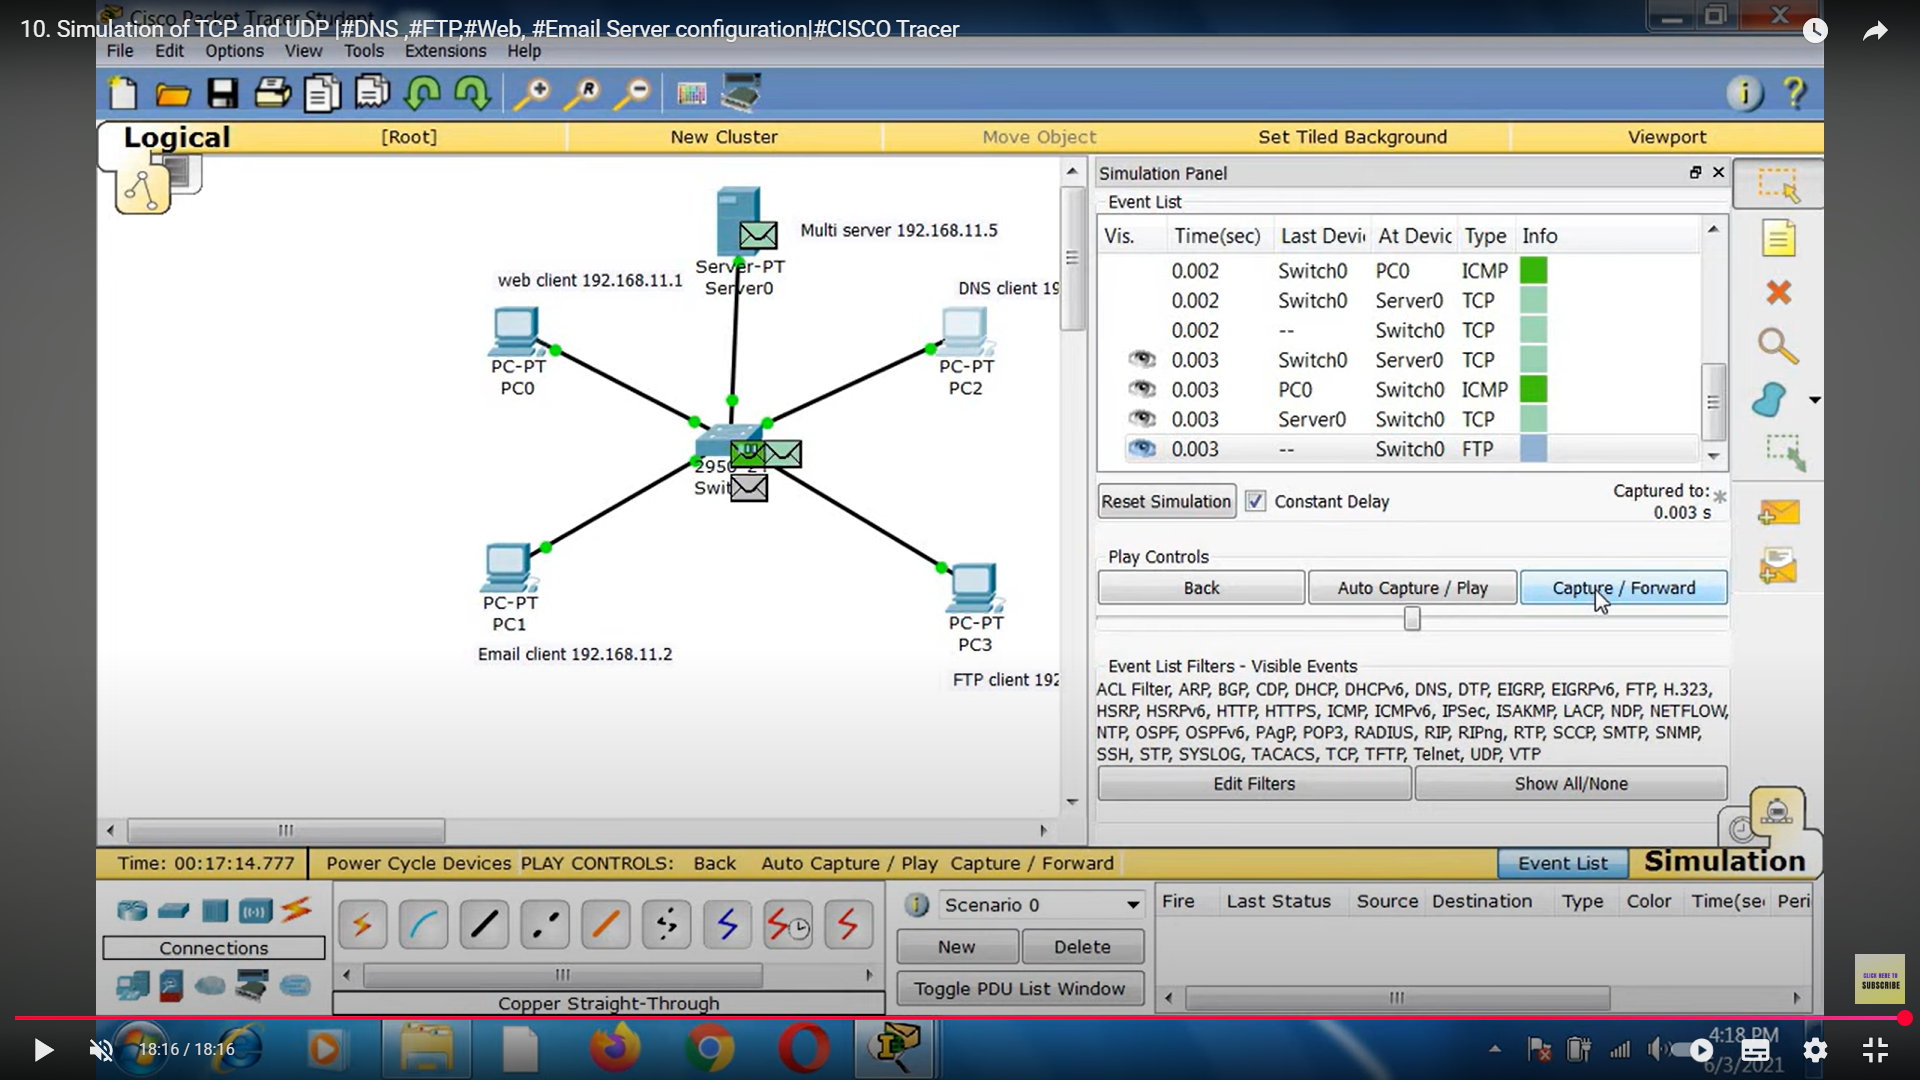 Cisco Packet Tracer Student
10. Simulation of TCP and UDP |#DNS ,#FTP,#Web, #Email Server configuration|#CISCO Tracer
File Edit Options View Tools Extensions Help
Logical [Root] New Cluster Move Object Set Tiled Background Viewport
Multi server 192.168.11.5
Server-PT
Server0
web client 192.168.11.1
DNS client 19
PC-PT
PC0
PC-PT
PC2
2950-24
Swit
PC-PT
PC1
Email client 192.168.11.2
PC-PT
PC3
FTP client 192
Simulation Panel
Event List
Vis. Time(sec) Last Devi At Devic Type Info
0.002 Switch0 PC0 ICMP
0.002 Switch0 Server0 TCP
0.002 -- Switch0 TCP
0.003 Switch0 Server0 TCP
0.003 PC0 Switch0 ICMP
0.003 Server0 Switch0 TCP
0.003 -- Switch0 FTP
Reset Simulation Constant Delay Captured to: *
0.003 s
Play Controls
Back Auto Capture / Play Capture / Forward
Event List Filters - Visible Events
ACL Filter, ARP, BGP, CDP, DHCP, DHCPv6, DNS, DTP, EIGRP, EIGRPv6, FTP, H.323,
HSRP, HSRPv6, HTTP, HTTPS, ICMP, ICMPv6, IPSec, ISAKMP, LACP, NDP, NETFLOW,
NTP, OSPF, OSPFv6, PAgP, POP3, RADIUS, RIP, RIPng, RTP, SCCP, SMTP, SNMP,
SSH, STP, SYSLOG, TACACS, TCP, TFTP, Telnet, UDP, VTP
Edit Filters Show All/None
Time: 00:17:14.777 Power Cycle Devices PLAY CONTROLS: Back Auto Capture / Play Capture / Forward Event List Simulation
Connections
Copper Straight-Through
Scenario 0
New Delete
Toggle PDU List Window
Fire Last Status Source Destination Type Color Time(sec Peri
CLICK HERE TO
SUBSCRIBE
18:16 / 18:16
4:18 PM
6/3/2021